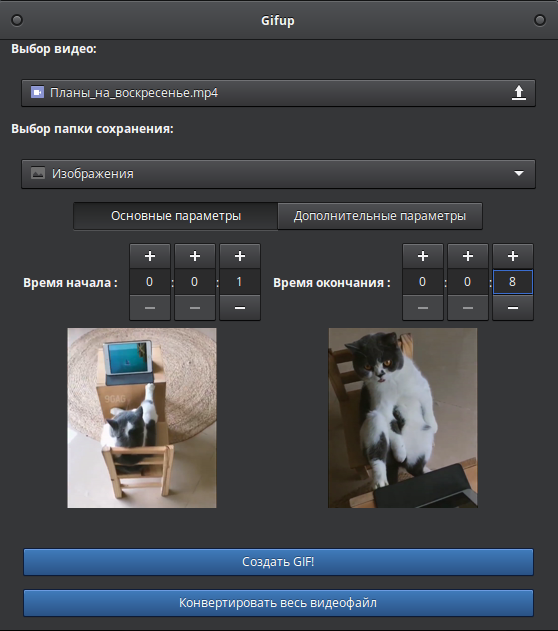 Gifup
Выбор видео:
Планы_на_воскресенье.mp4
Выбор папки сохранения:
Изображения
Основные параметры Дополнительные параметры
+ + + + + +
Время начала : 0 : 0 : 1 Время окончания : 0 : 0 : 8
− − − − − −
Создать GIF!
Конвертировать весь видеофайл